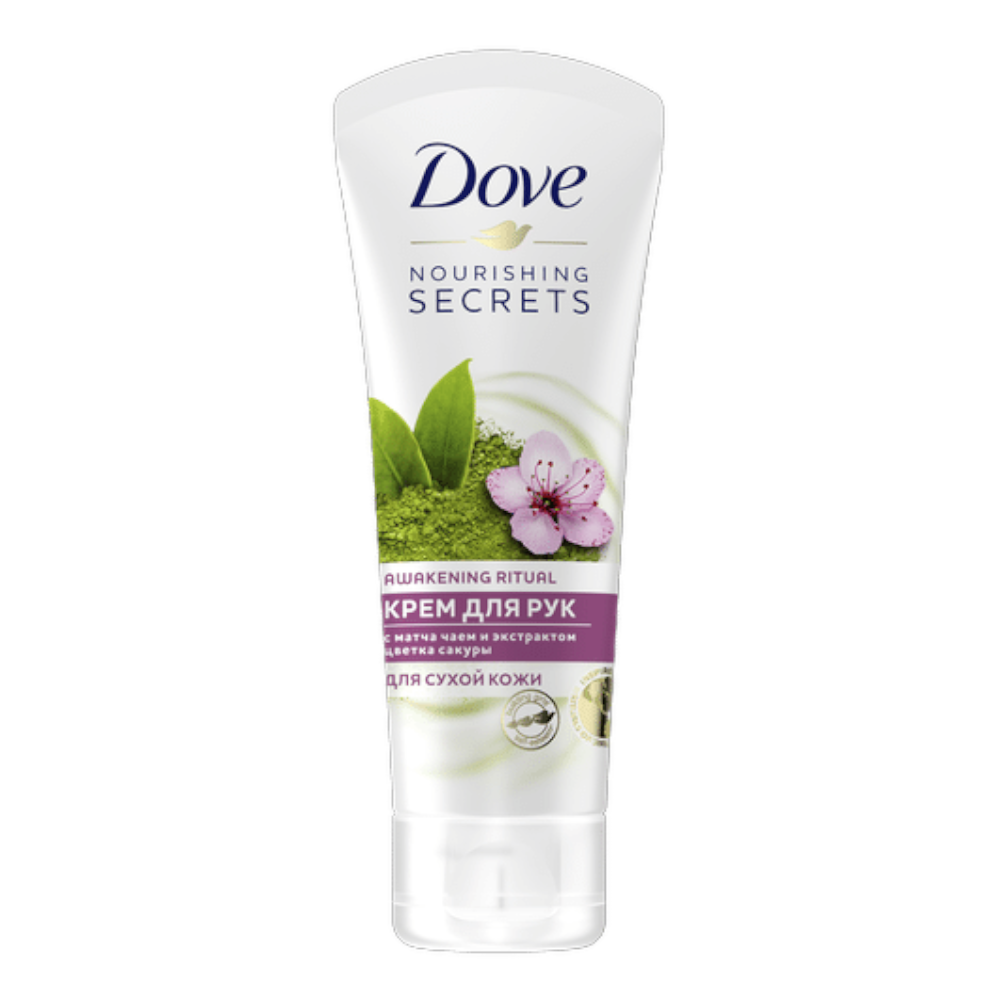 Dove
NOURISHING
SECRETS
AWAKENING RITUAL
КРЕМ ДЛЯ РУК
с матча чаем и экстрактом
цветка сакуры
ДЛЯ СУХОЙ КОЖИ